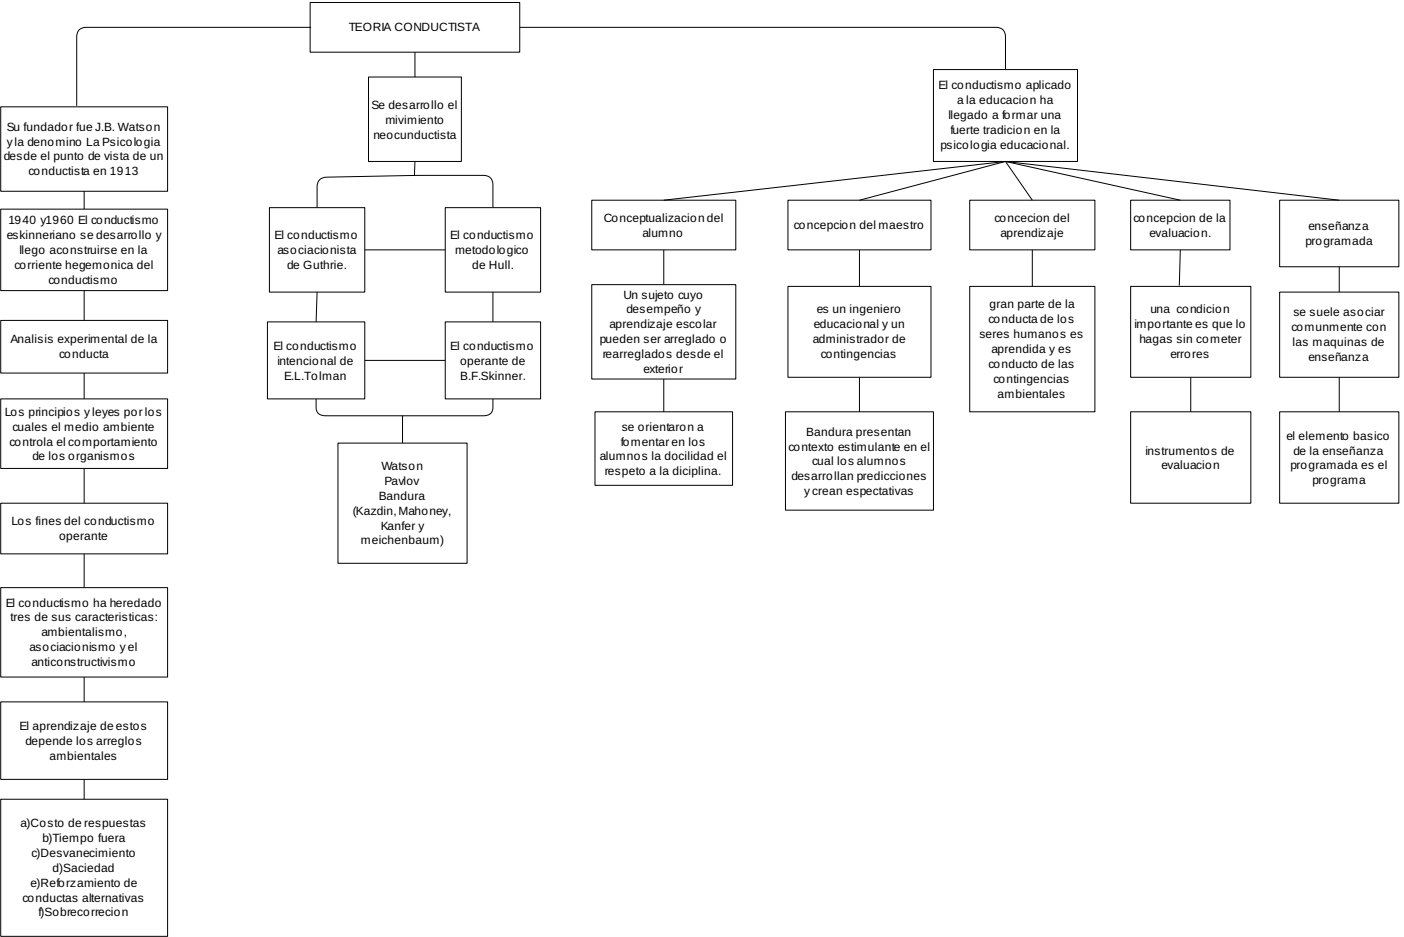 TEORIA CONDUCTISTA
Su fundador fue J.B. Watson
y la denomino La Psicologia
desde el punto de vista de un
conductista en 1913
1940 y1960 El conductismo
eskinneriano se desarrollo y
llego aconstruirse en la
corriente hegemonica del
conductismo
Analisis experimental de la
conducta
Los principios y leyes por los
cuales el medio ambiente
controla el comportamiento
de los organismos
Los fines del conductismo
operante
El conductismo ha heredado
tres de sus caracteristicas:
ambientalismo,
asociacionismo y el
anticonstructivismo
El aprendizaje de estos
depende los arreglos
ambientales
a)Costo de respuestas
b)Tiempo fuera
c)Desvanecimiento
d)Saciedad
e)Reforzamiento de
conductas alternativas
f)Sobrecorrecion
Se desarrollo el
mivimiento
neocunductista
El conductismo
asociacionista
de Guthrie.
El conductismo
metodologico
de Hull.
El conductismo
intencional de
E.L.Tolman
El conductismo
operante de
B.F.Skinner.
Watson
Pavlov
Bandura
(Kazdin, Mahoney,
Kanfer y
meichenbaum)
El conductismo aplicado
a la educacion ha
llegado a formar una
fuerte tradicion en la
psicologia educacional.
Conceptualizacion del
alumno
Un sujeto cuyo
desempeño y
aprendizaje escolar
pueden ser arreglado o
rearreglados desde el
exterior
se orientaron a
fomentar en los
alumnos la docilidad el
respeto a la diciplina.
concepcion del maestro
es un ingeniero
educacional y un
administrador de
contingencias
Bandura presentan
contexto estimulante en el
cual los alumnos
desarrollan predicciones
y crean espectativas
concecion del
aprendizaje
gran parte de la
conducta de los
seres humanos es
aprendida y es
conducto de las
contingencias
ambientales
concepcion de la
evaluacion.
una condicion
importante es que lo
hagas sin cometer
errores
instrumentos de
evaluacion
enseñanza
programada
se suele asociar
comunmente con
las maquinas de
enseñanza
el elemento basico
de la enseñanza
programada es el
programa